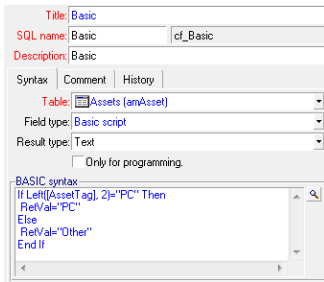 Title: Basic
SQL name: Basic cf_Basic
Description: Basic
Syntax Comment History
Table: Assets (amAsset)
Field type: Basic script
Result type: Text
Only for programming.
BASIC syntax
If Left([AssetTag], 2)="PC" Then
RetVal="PC"
Else
RetVal="Other"
End If